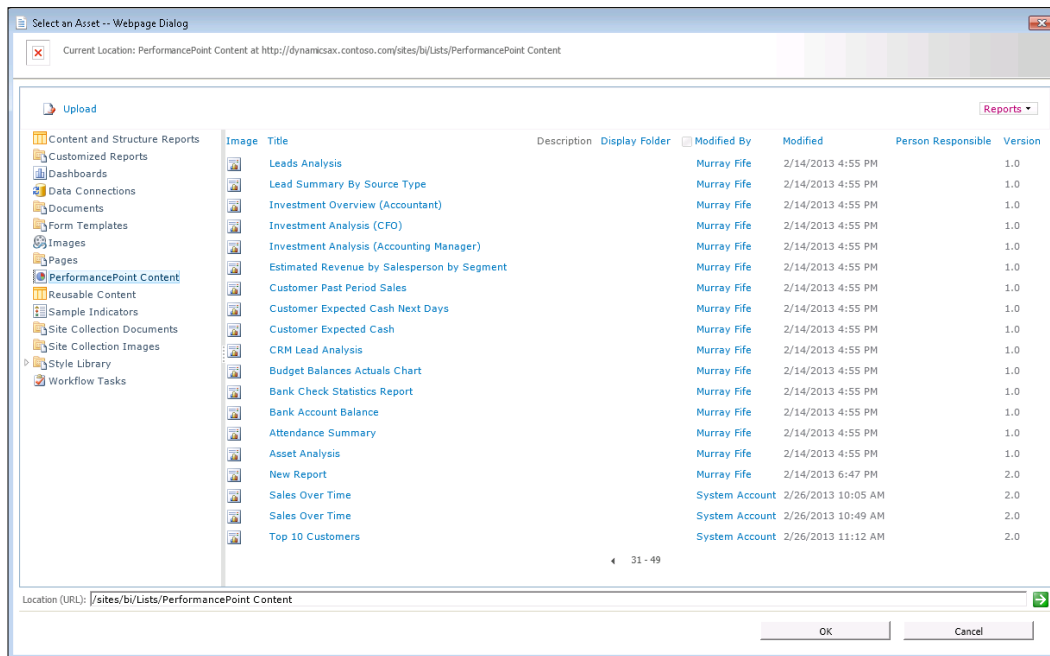 Select an Asset -- Webpage Dialog
Current Location: PerformancePoint Content at http://dynamicsax.contoso.com/sites/bi/Lists/PerformancePoint Content
Upload
Reports
Content and Structure Reports
Customized Reports
Dashboards
Data Connections
Documents
Form Templates
Images
Pages
PerformancePoint Content
Reusable Content
Sample Indicators
Site Collection Documents
Site Collection Images
Style Library
Workflow Tasks
Image Title Description Display Folder Modified By Modified Person Responsible Version
Leads Analysis Murray Fife 2/14/2013 4:55 PM 1.0
Lead Summary By Source Type Murray Fife 2/14/2013 4:55 PM 1.0
Investment Overview (Accountant) Murray Fife 2/14/2013 4:55 PM 1.0
Investment Analysis (CFO) Murray Fife 2/14/2013 4:55 PM 1.0
Investment Analysis (Accounting Manager) Murray Fife 2/14/2013 4:55 PM 1.0
Estimated Revenue by Salesperson by Segment Murray Fife 2/14/2013 4:55 PM 1.0
Customer Past Period Sales Murray Fife 2/14/2013 4:55 PM 1.0
Customer Expected Cash Next Days Murray Fife 2/14/2013 4:55 PM 1.0
Customer Expected Cash Murray Fife 2/14/2013 4:55 PM 1.0
CRM Lead Analysis Murray Fife 2/14/2013 4:55 PM 1.0
Budget Balances Actuals Chart Murray Fife 2/14/2013 4:55 PM 1.0
Bank Check Statistics Report Murray Fife 2/14/2013 4:55 PM 1.0
Bank Account Balance Murray Fife 2/14/2013 4:55 PM 1.0
Attendance Summary Murray Fife 2/14/2013 4:55 PM 1.0
Asset Analysis Murray Fife 2/14/2013 4:55 PM 1.0
New Report Murray Fife 2/14/2013 6:47 PM 2.0
Sales Over Time System Account 2/26/2013 10:05 AM 2.0
Sales Over Time System Account 2/26/2013 10:49 AM 2.0
Top 10 Customers System Account 2/26/2013 11:12 AM 2.0
31 - 49
Location (URL): /sites/bi/Lists/PerformancePoint Content
OK Cancel